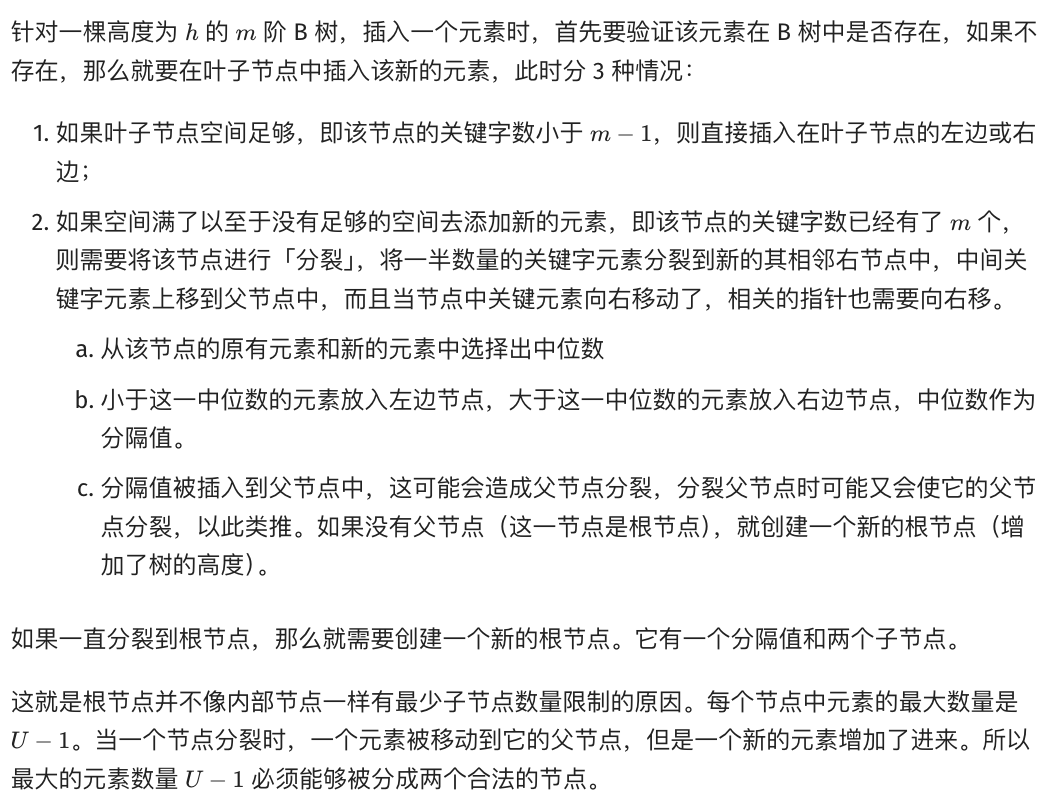 针对一棵高度为 h 的 m 阶 B 树，插入一个元素时，首先要验证该元素在 B 树中是否存在，如果不
存在，那么就要在叶子节点中插入该新的元素，此时分 3 种情况：
1. 如果叶子节点空间足够，即该节点的关键字数小于 m − 1，则直接插入在叶子节点的左边或右
边；
2. 如果空间满了以至于没有足够的空间去添加新的元素，即该节点的关键字数已经有了 m 个，
则需要将该节点进行「分裂」，将一半数量的关键字元素分裂到新的其相邻右节点中，中间关
键字元素上移到父节点中，而且当节点中关键元素向右移动了，相关的指针也需要向右移。
a. 从该节点的原有元素和新的元素中选择出中位数
b. 小于这一中位数的元素放入左边节点，大于这一中位数的元素放入右边节点，中位数作为
分隔值。
c. 分隔值被插入到父节点中，这可能会造成父节点分裂，分裂父节点时可能又会使它的父节
点分裂，以此类推。如果没有父节点（这一节点是根节点），就创建一个新的根节点（增
加了树的高度）。
如果一直分裂到根节点，那么就需要创建一个新的根节点。它有一个分隔值和两个子节点。
这就是根节点并不像内部节点一样有最少子节点数量限制的原因。每个节点中元素的最大数量是
U − 1。当一个节点分裂时，一个元素被移动到它的父节点，但是一个新的元素增加了进来。所以
最大的元素数量 U − 1 必须能够被分成两个合法的节点。